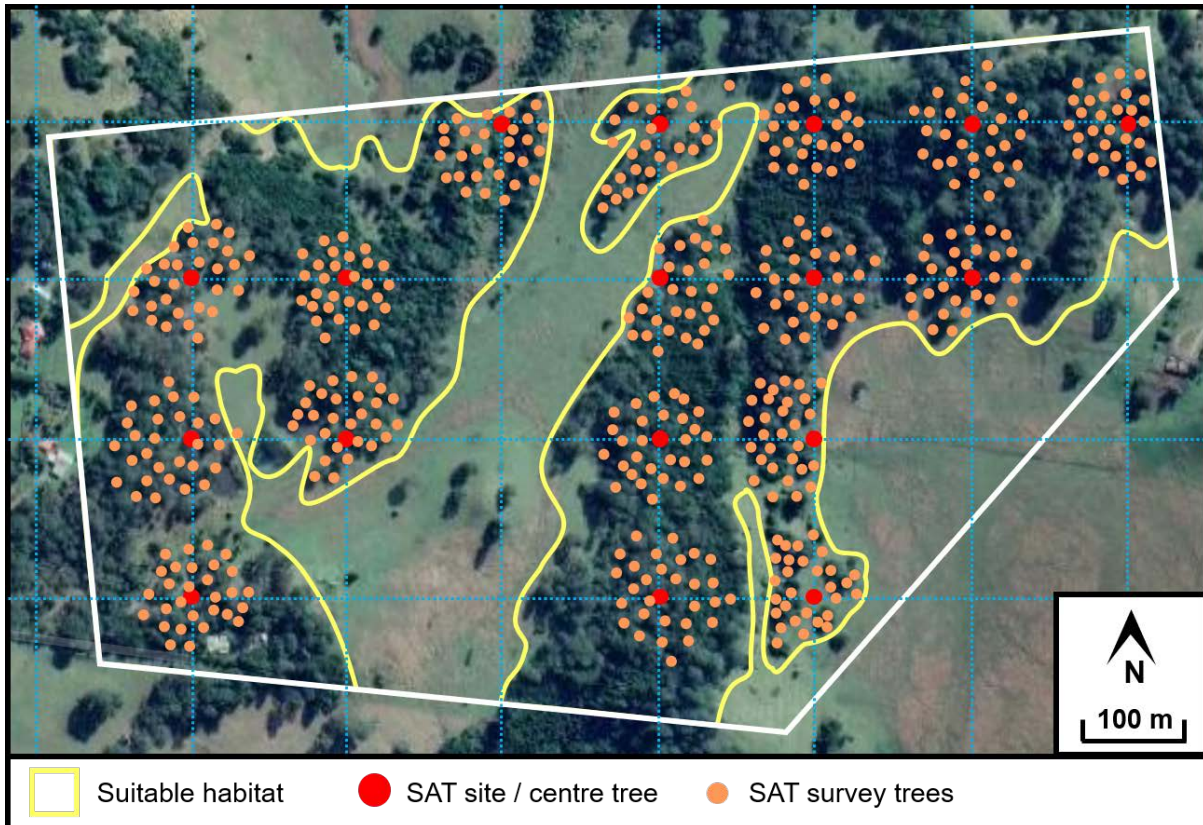 N
100 m
Suitable habitat
SAT site / centre tree
SAT survey trees